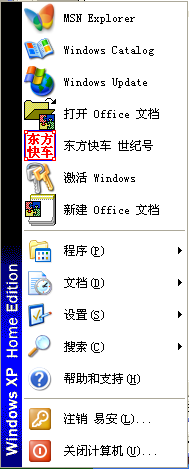 MSN Explorer
Windows Catalog
Windows Update
打开 Office 文档
东方快车
东方快车 世纪号
激活 Windows
新建 Office 文档
程序(P)
文档(D)
设置(S)
搜索(C)
帮助和支持(H)
注销 易安(L)...
关闭计算机(U)...
Windows XP Home Edition